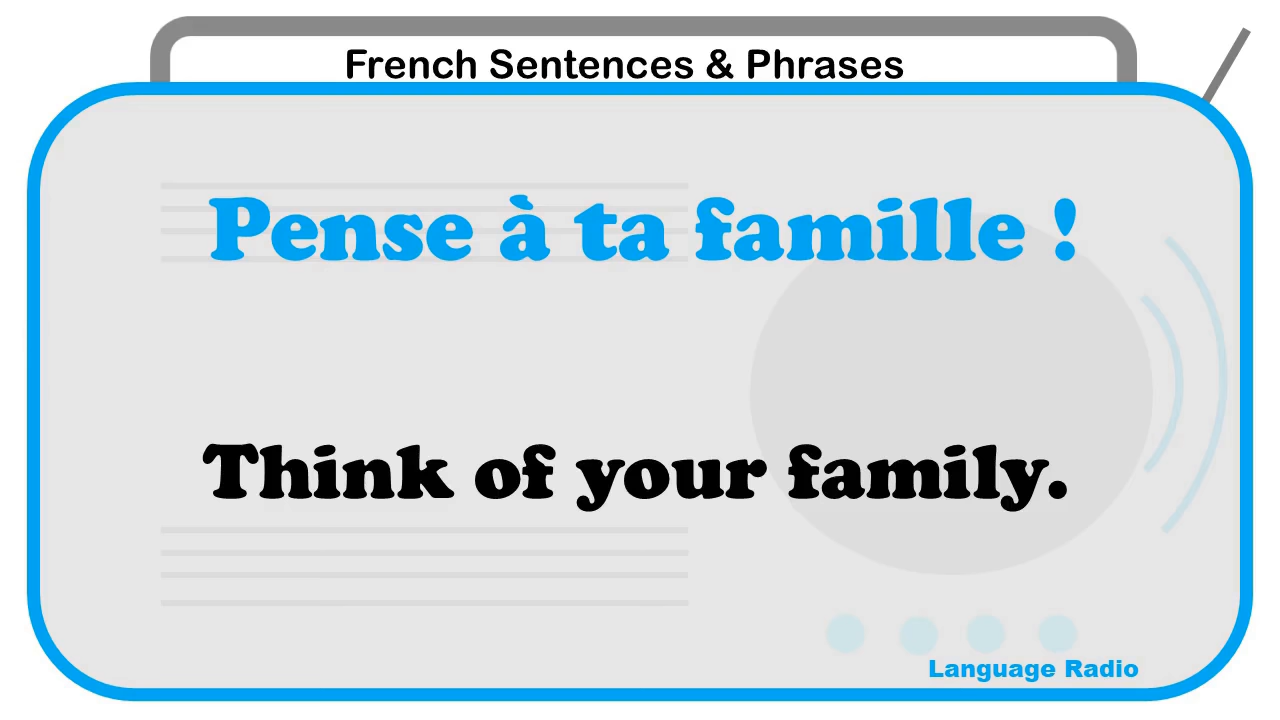 French Sentences & Phrases
Pense à ta famille !
Think of your family.
Language Radio